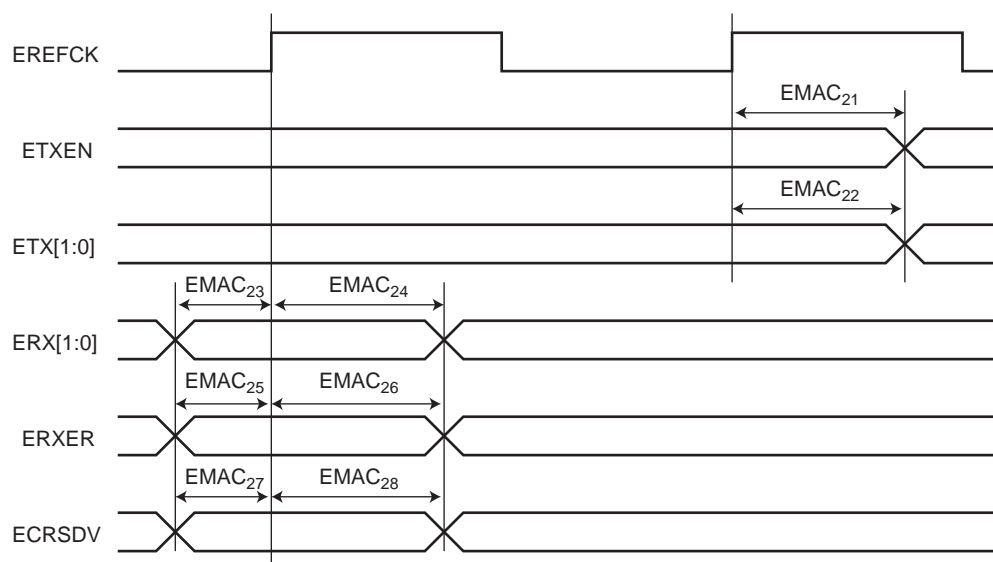 EREFCK
EMAC21
ETXEN
EMAC22
ETX[1:0]
EMAC23 EMAC24
ERX[1:0]
EMAC25 EMAC26
ERXER
EMAC27 EMAC28
ECRSDV